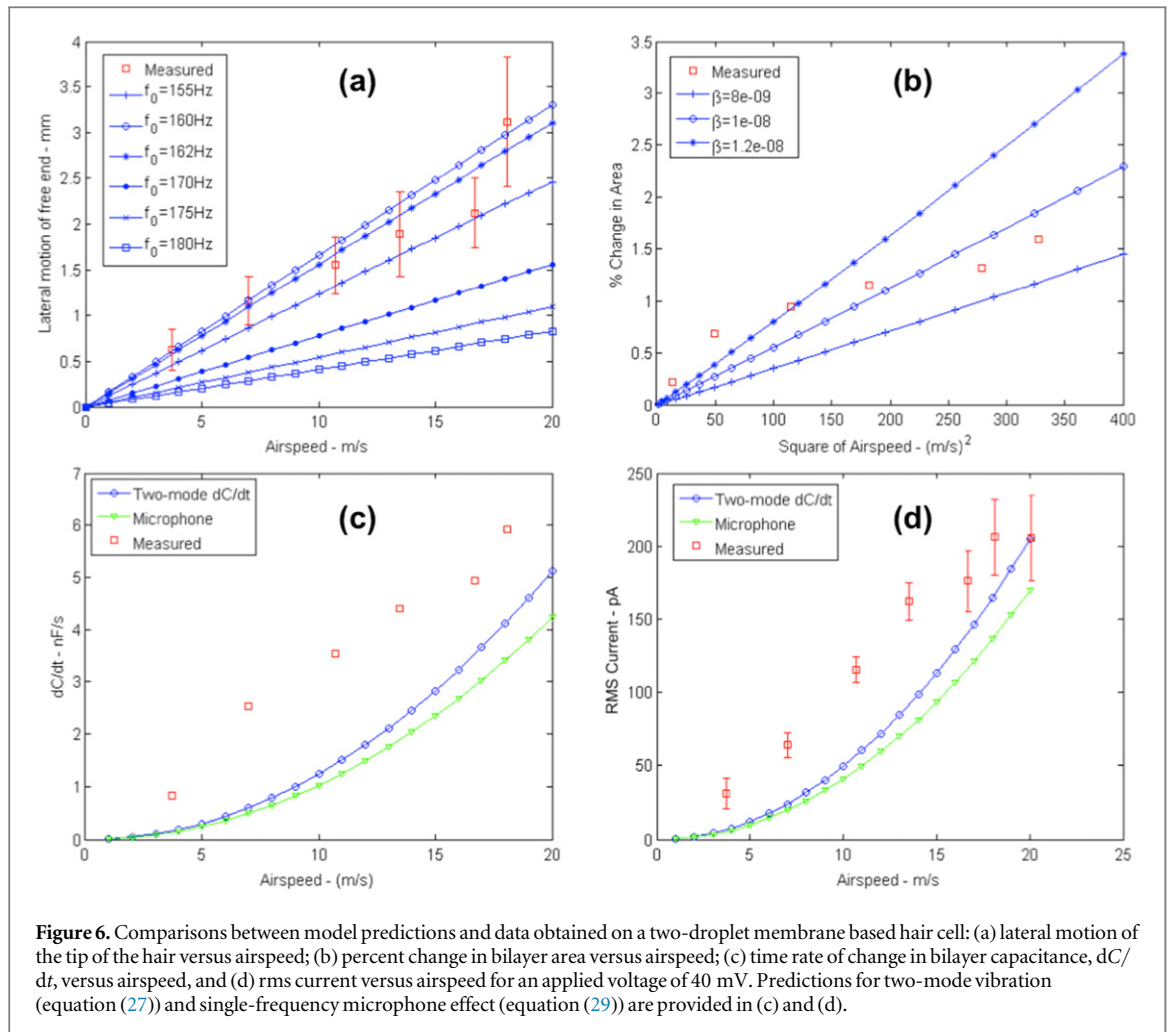 (a)
4
3.5
3
2.5
2
1.5
1
0.5
0
Lateral motion of free end - mm
Measured
f0=155Hz
f0=160Hz
f0=162Hz
f0=170Hz
f0=175Hz
f0=180Hz
0 5 10 15 20
Airspeed - m/s
(b)
3.5
3
2.5
2
1.5
1
0.5
0
% Change in Area
Measured
β=8e-09
β=1e-08
β=1.2e-08
0 50 100 150 200 250 300 350 400
Square of Airspeed - (m/s)2
(c)
7
6
5
4
3
2
1
0
dC/dt - nF/s
Two-mode dC/dt
Microphone
Measured
0 5 10 15 20
Airspeed - (m/s)
(d)
250
200
150
100
50
0
RMS Current - pA
Two-mode dC/dt
Microphone
Measured
0 5 10 15 20 25
Airspeed - m/s
Figure 6. Comparisons between model predictions and data obtained on a two-droplet membrane based hair cell: (a) lateral motion of
the tip of the hair versus airspeed; (b) percent change in bilayer area versus airspeed; (c) time rate of change in bilayer capacitance, dC/
dt, versus airspeed, and (d) rms current versus airspeed for an applied voltage of 40 mV. Predictions for two-mode vibration
(equation (27)) and single-frequency microphone effect (equation (29)) are provided in (c) and (d).